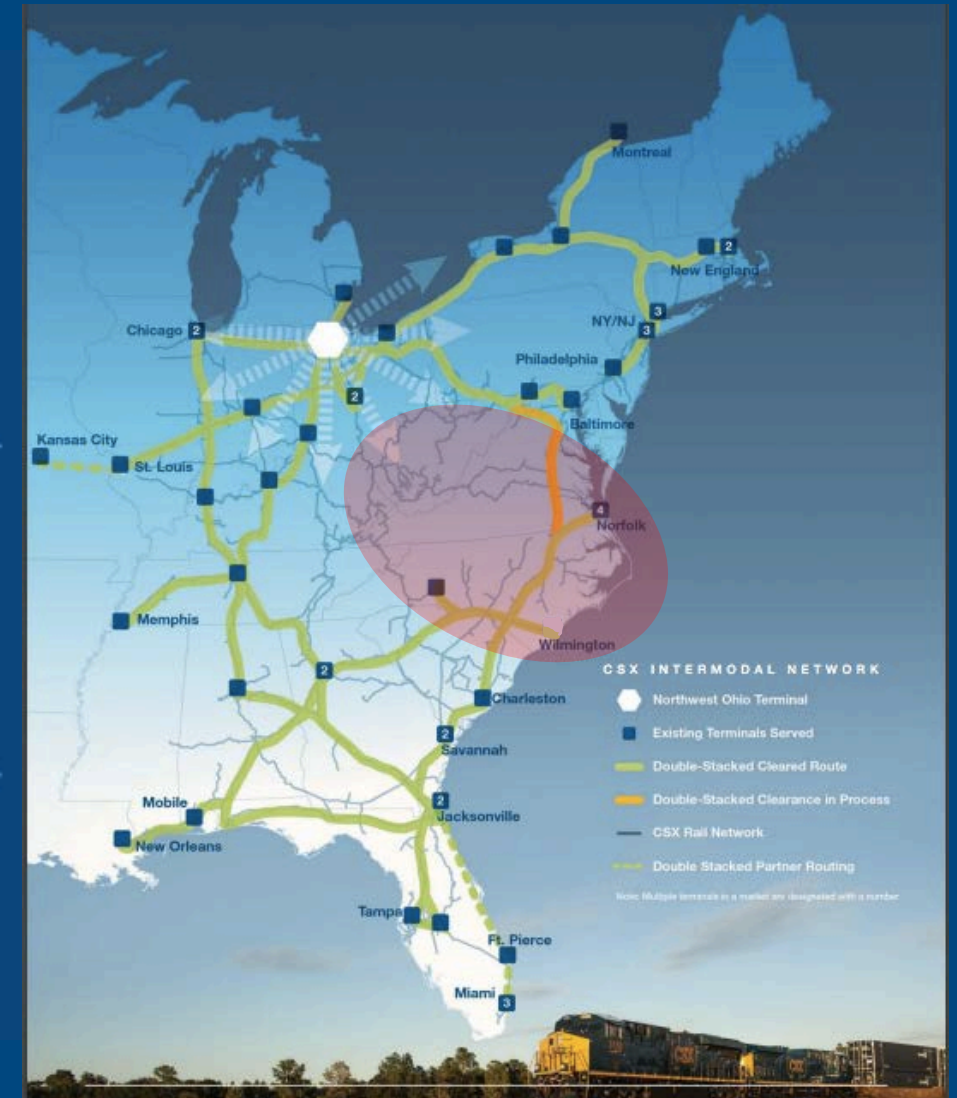 Montreal
2
New England
3
NY/NJ
3
Chicago
2
Philadelphia
2
Baltimore
Kansas City
St. Louis
4
Norfolk
Memphis
Wilmington
2
CSX INTERMODAL NETWORK
Charleston
Northwest Ohio Terminal
2
Existing Terminals Served
Savannah
Double-Stacked Cleared Route
2
Mobile
Double-Stacked Clearance in Process
Jacksonville
CSX Rail Network
New Orleans
Double Stacked Partner Routing
Note: Multiple terminals in a market are designated with a number
Tampa
Ft. Pierce
Miami
3
CSX
CSX